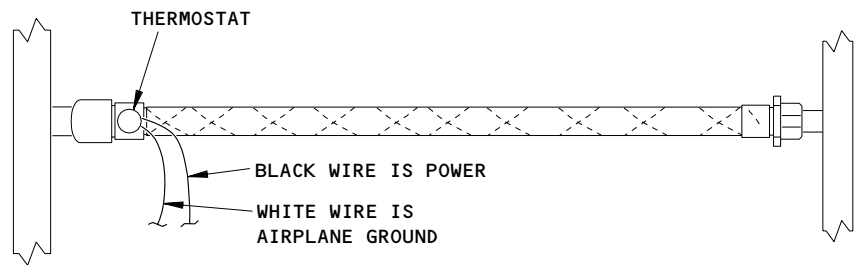 THERMOSTAT
BLACK WIRE IS POWER
WHITE WIRE IS
AIRPLANE GROUND